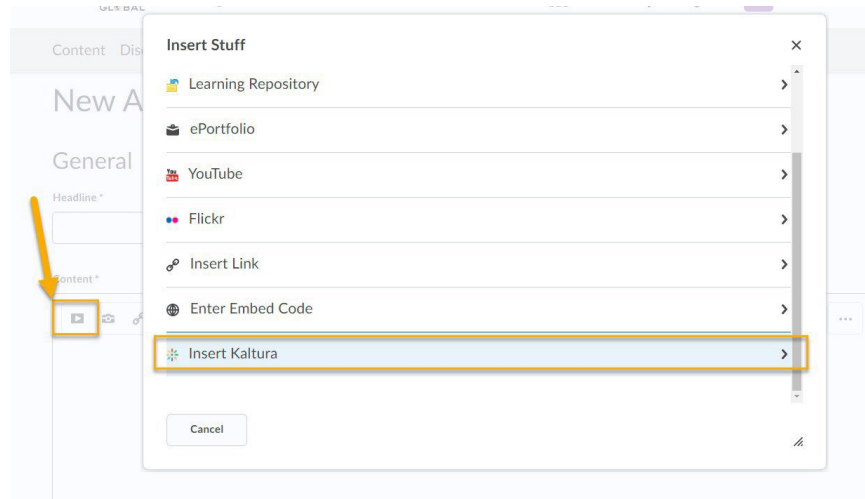 Insert Stuff
Content
New A
Learning Repository
ePortfolio
General
YouTube
Headline *
Flickr
Insert Link
Content *
Enter Embed Code
Insert Kaltura
Cancel